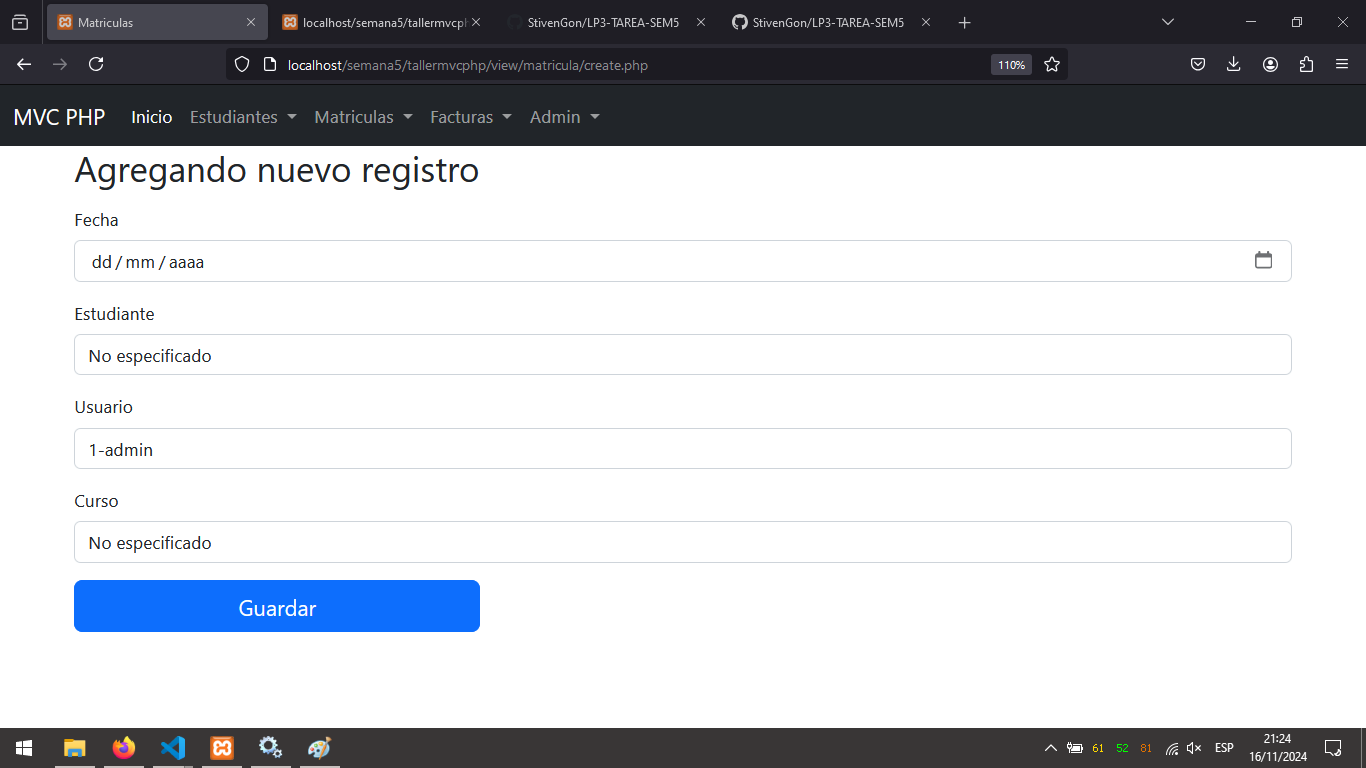 Matriculas
localhost/semana5/tallermvcph
StivenGon/LP3-TAREA-SEM5
StivenGon/LP3-TAREA-SEM5
localhost/semana5/tallermvcphp/view/matricula/create.php
110%
MVC PHP Inicio Estudiantes Matriculas Facturas Admin
Agregando nuevo registro
Fecha
dd / mm / aaaa
Estudiante
No especificado
Usuario
1-admin
Curso
No especificado
Guardar
61 52 81 ESP
21:24
16/11/2024